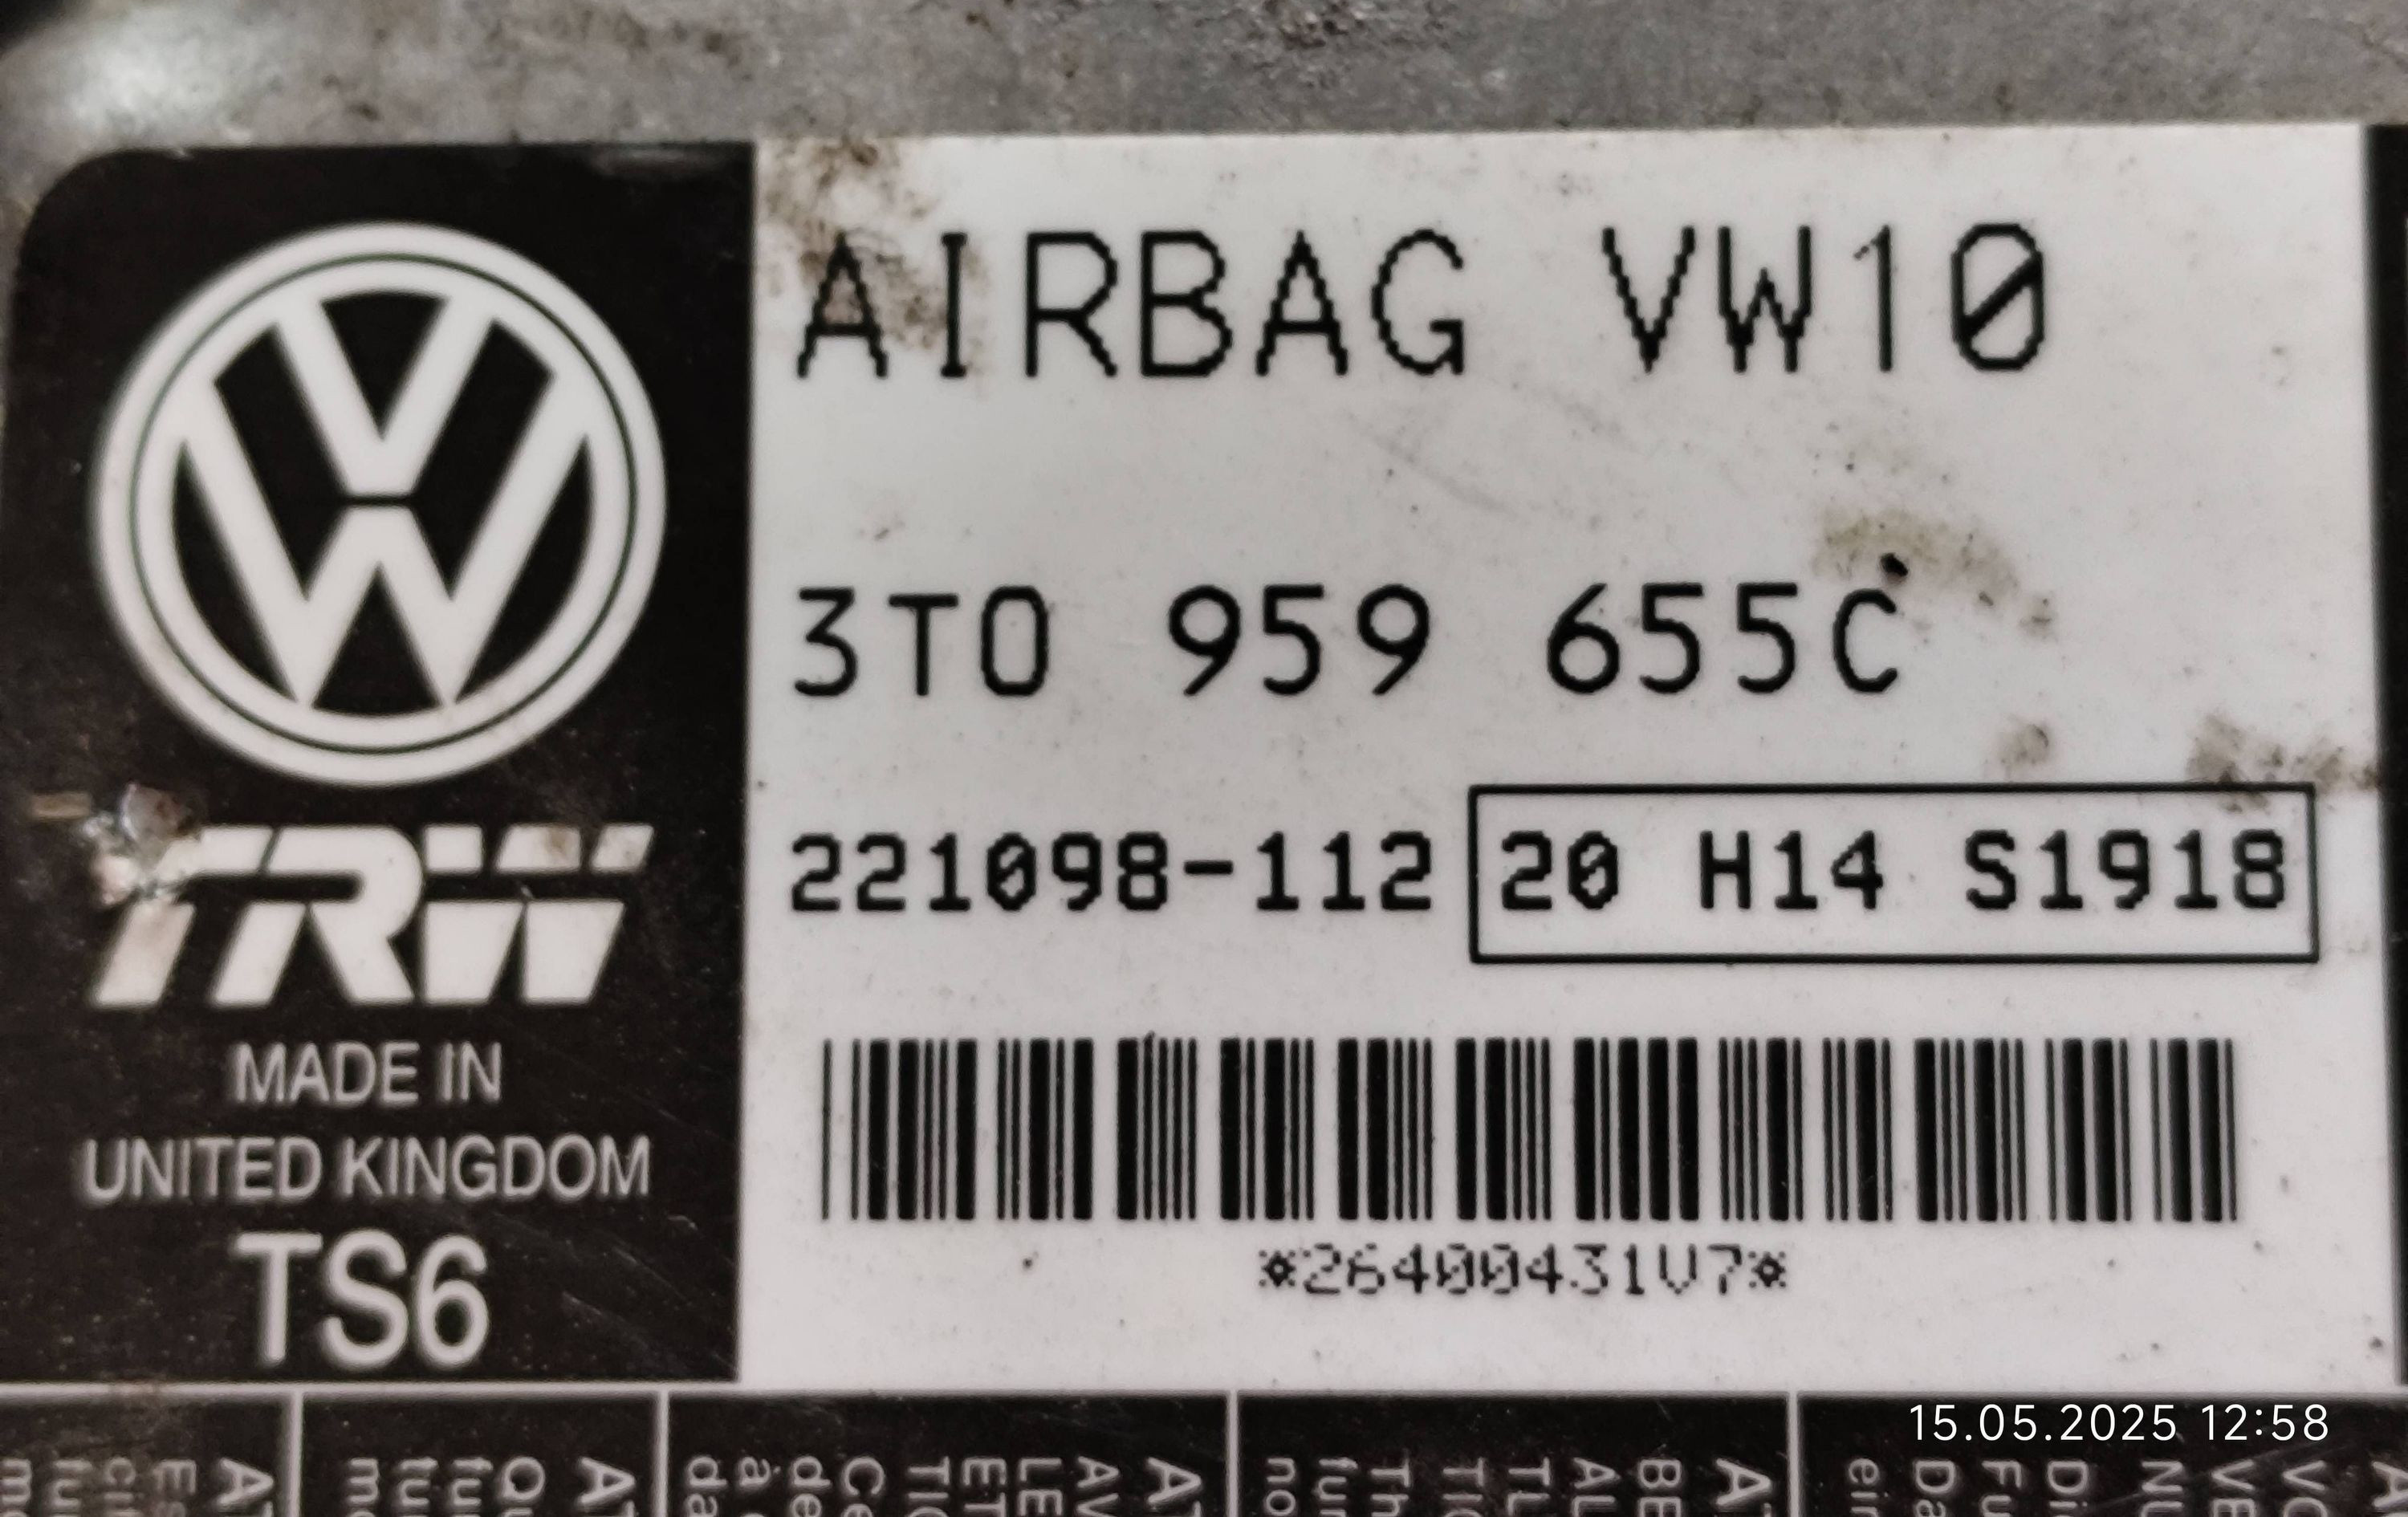 AIRBAG VW10
3T0 959 655C
221098-112 20 H14 S1918
*26400431V7*
TRW
MADE IN
UNITED KINGDOM
TS6
15.05.2025 12:58